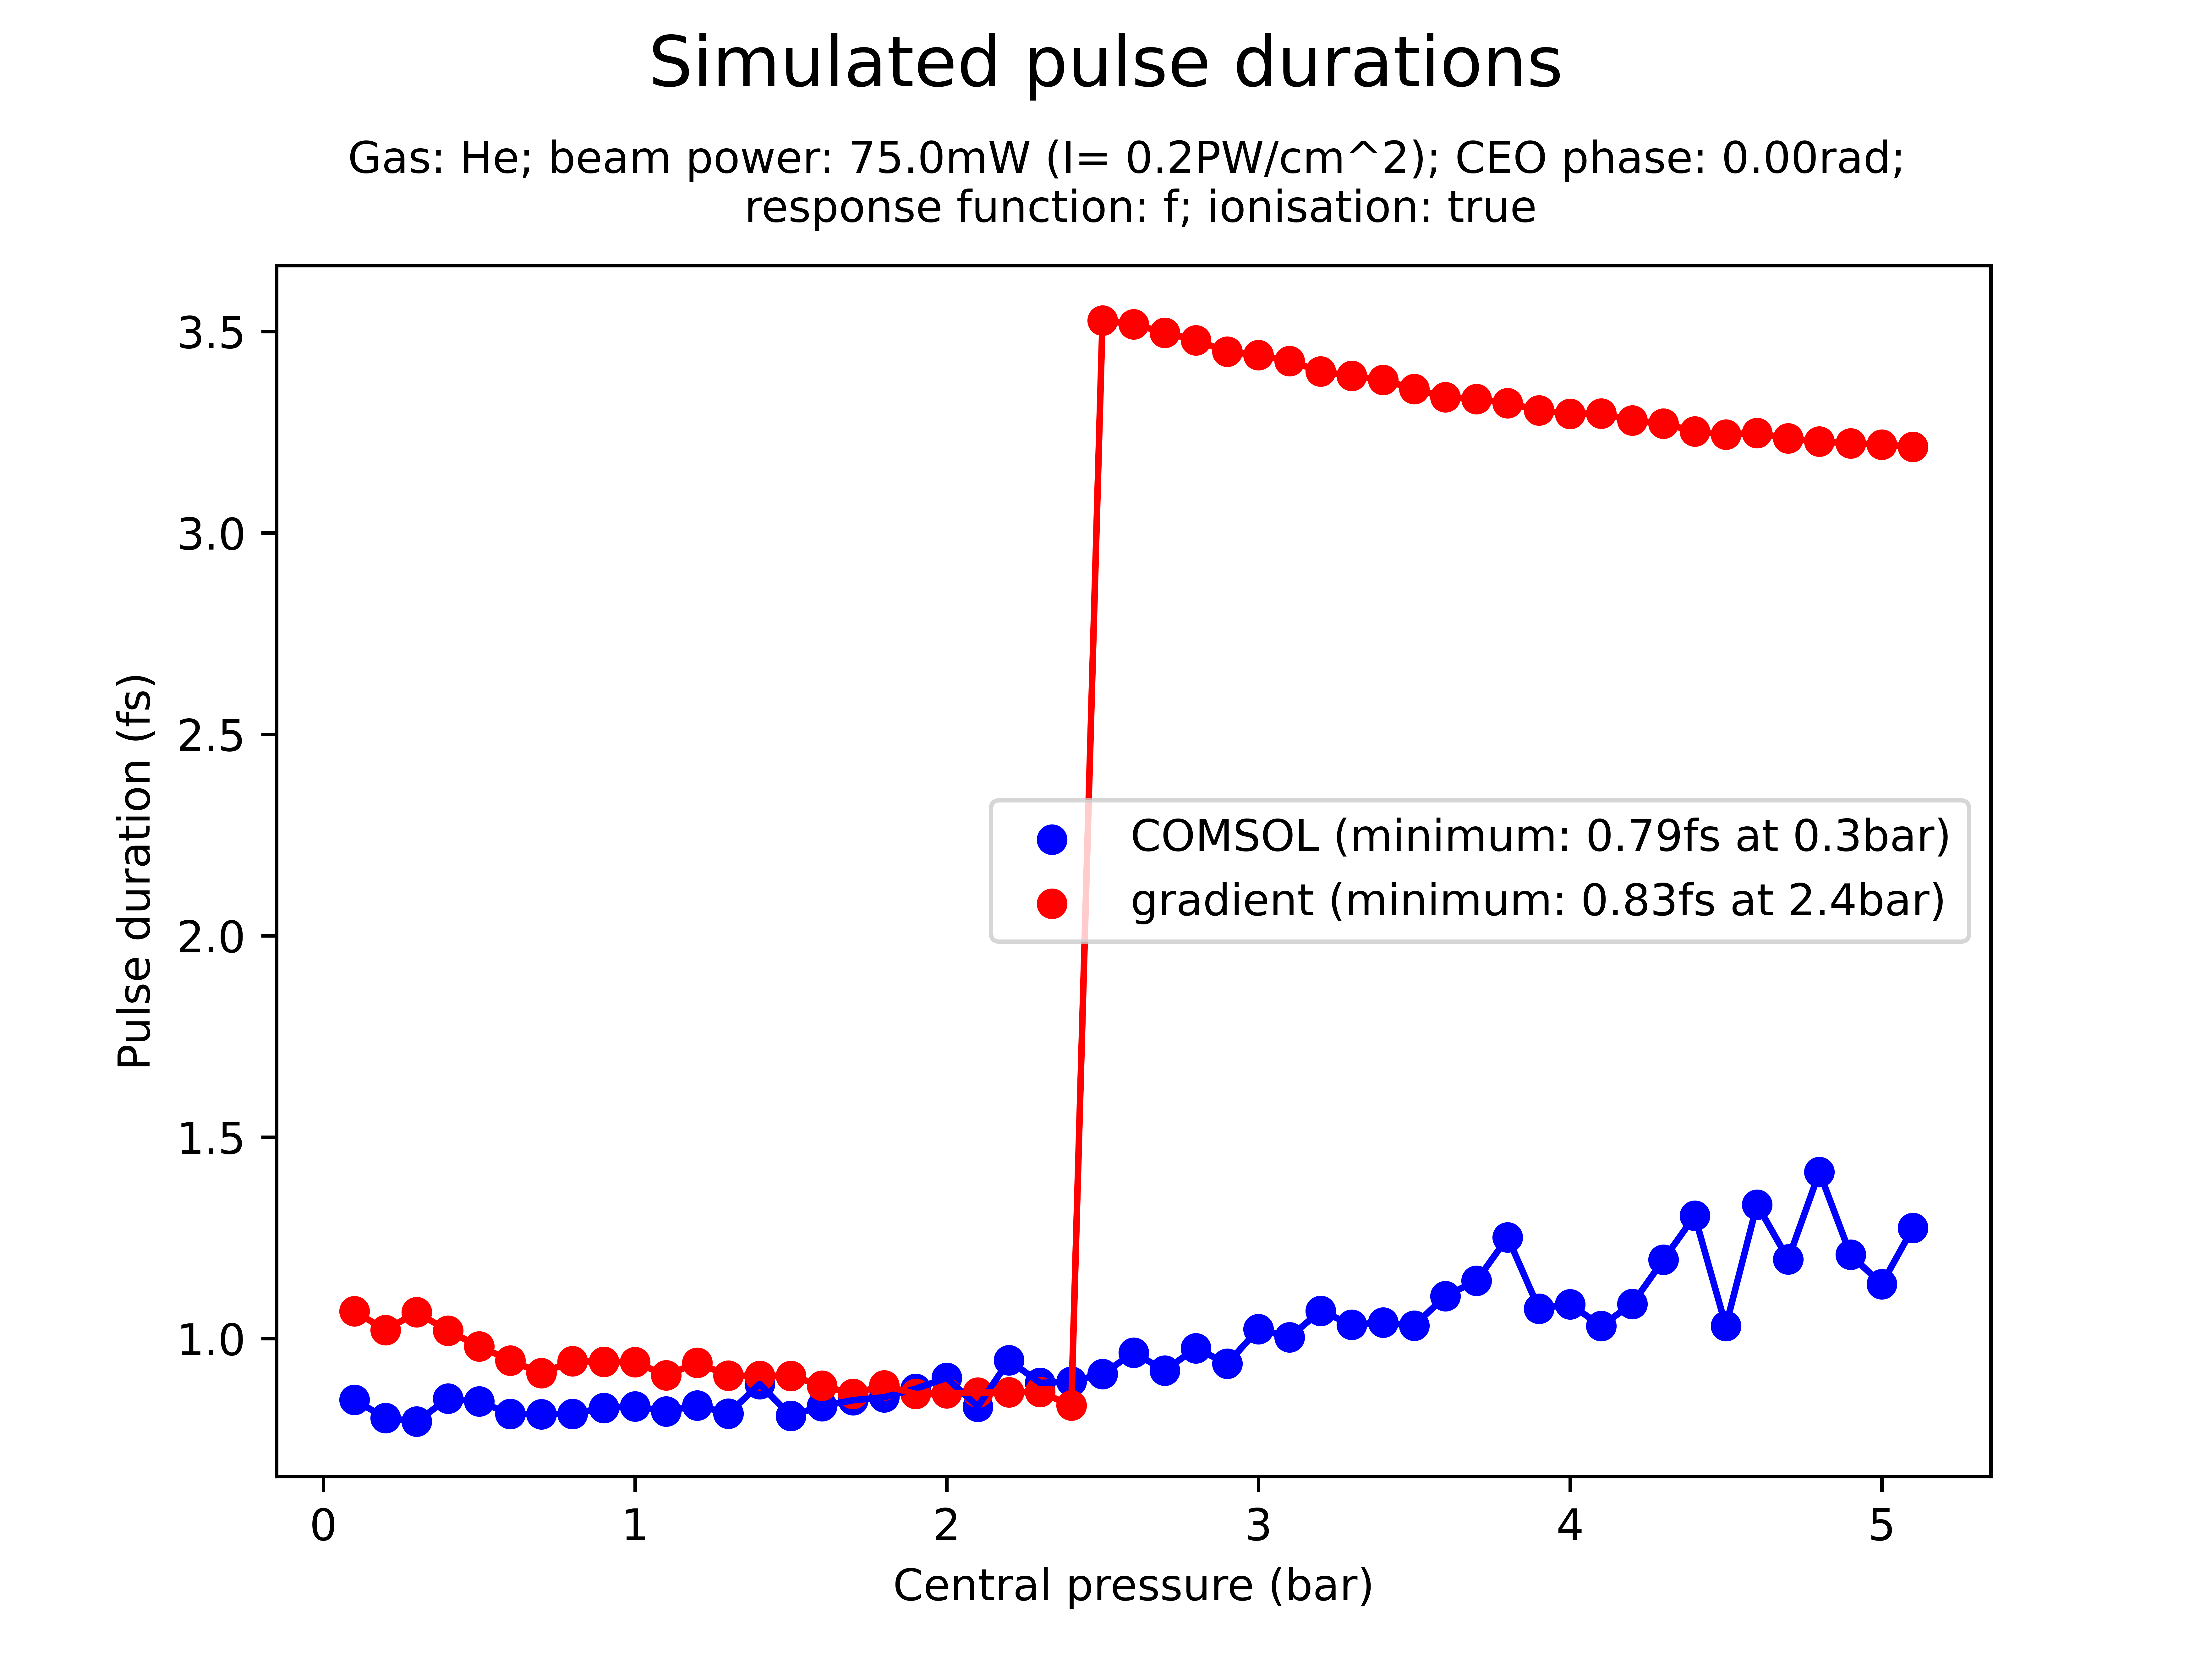 Simulated pulse durations
Gas: He; beam power: 75.0mW (I= 0.2PW/cm^2); CEO phase: 0.00rad;
response function: f; ionisation: true
3.5
3.0
2.5
2.0
1.5
1.0
Pulse duration (fs)
COMSOL (minimum: 0.79fs at 0.3bar)
gradient (minimum: 0.83fs at 2.4bar)
0 1 2 3 4 5
Central pressure (bar)